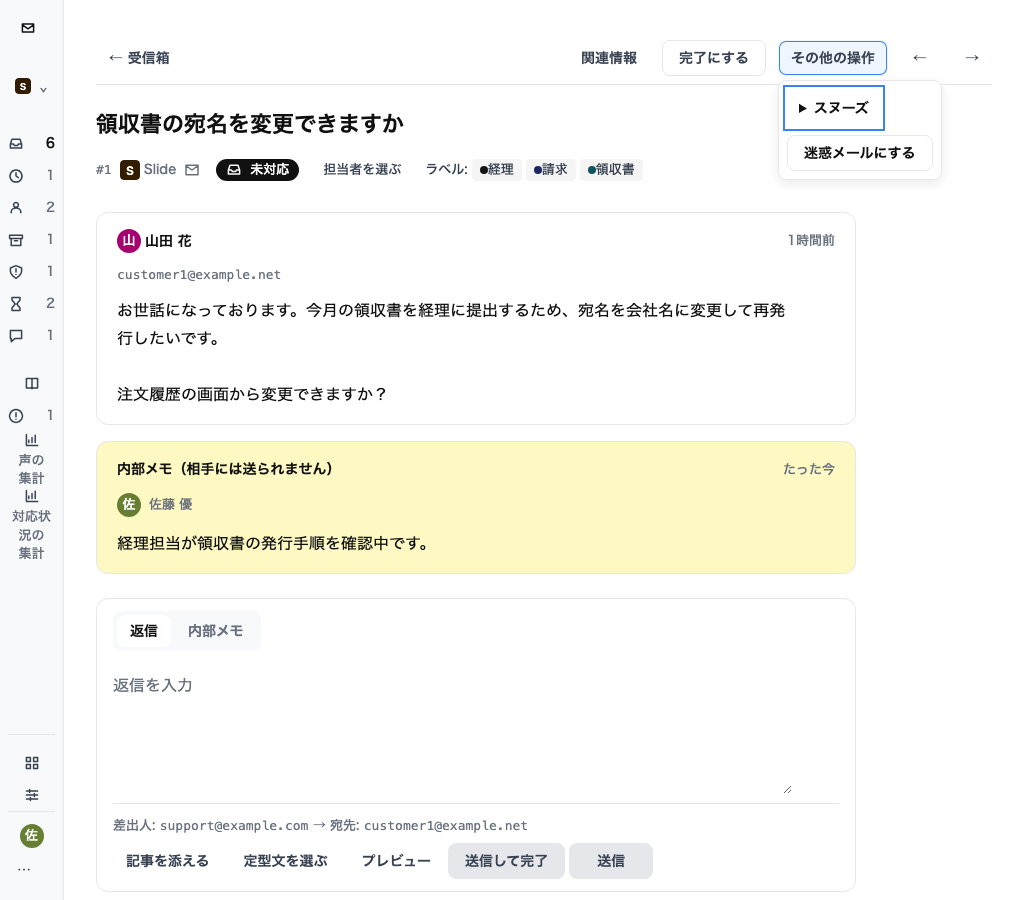 S
6
1
2
1
1
2
1
1
声の
集計
対応状
況の
集計
佐
…
← 受信箱
関連情報
完了にする
その他の操作
←
→
▶ スヌーズ
迷惑メールにする
領収書の宛名を変更できますか
#1 S Slide 未対応 担当者を選ぶ ラベル: ●経理 ●請求 ●領収書
山 山田 花 1時間前
customer1@example.net
お世話になっております。今月の領収書を経理に提出するため、宛名を会社名に変更して再発
行したいです。
注文履歴の画面から変更できますか？
内部メモ（相手には送られません） たった今
佐 佐藤 優
経理担当が領収書の発行手順を確認中です。
返信 内部メモ
返信を入力
差出人: support@example.com → 宛先: customer1@example.net
記事を添える 定型文を選ぶ プレビュー 送信して完了 送信